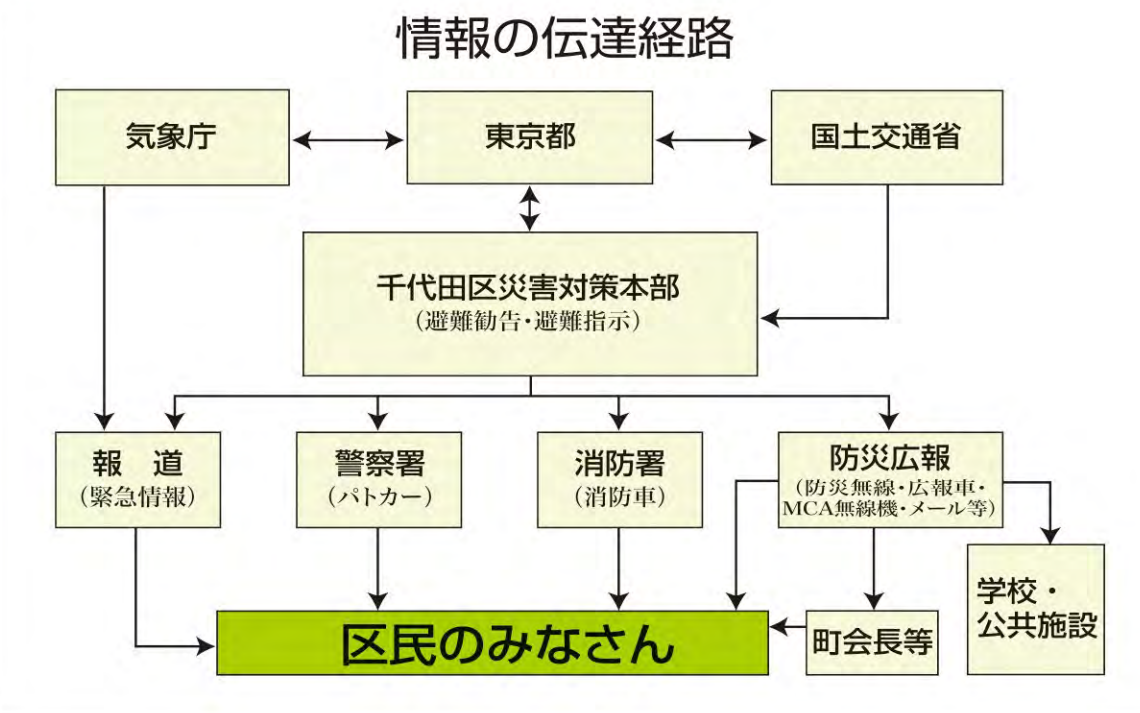 情報の伝達経路
気象庁
東京都
国土交通省
千代田区災害対策本部
（避難勧告・避難指示）
報　道
（緊急情報）
警察署
（パトカー）
消防署
（消防車）
防災広報
（防災無線・広報車・
MCA無線機・メール等）
学校・
公共施設
区民のみなさん
町会長等